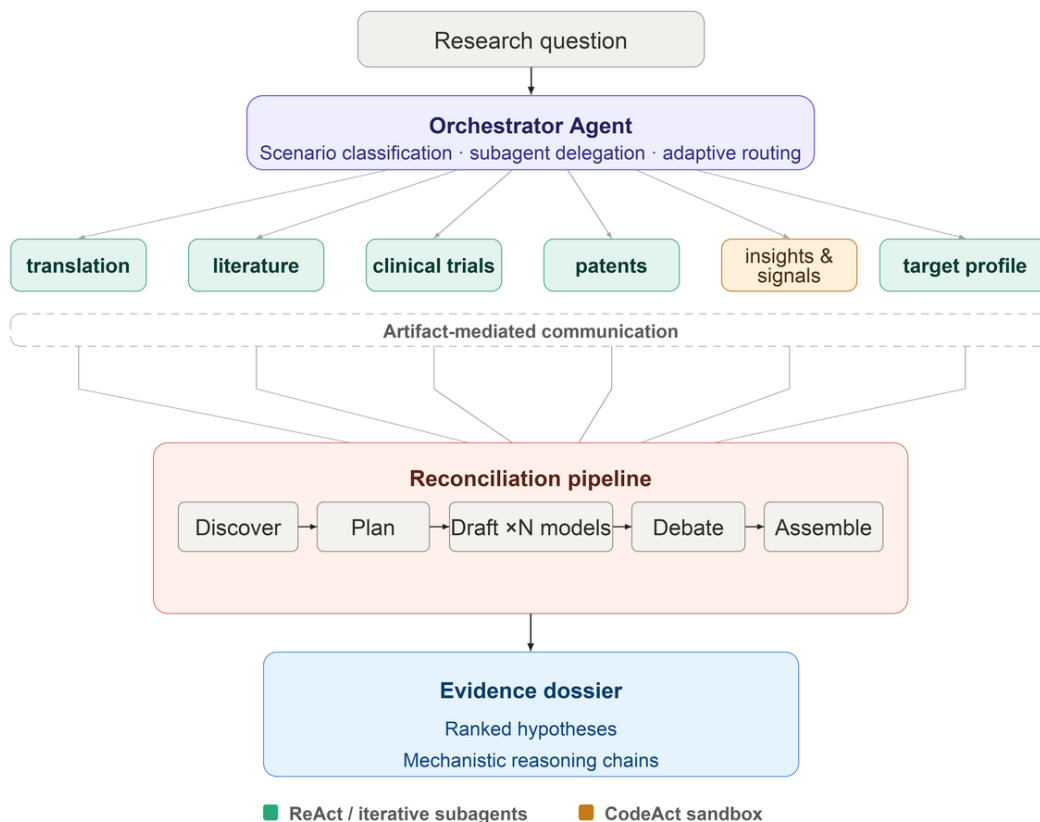 Research question
Orchestrator Agent
Scenario classification · subagent delegation · adaptive routing
translation
literature
clinical trials
patents
insights &
signals
target profile
Artifact-mediated communication
Reconciliation pipeline
Discover
Plan
Draft ×N models
Debate
Assemble
Evidence dossier
Ranked hypotheses
Mechanistic reasoning chains
ReAct / iterative subagents
CodeAct sandbox